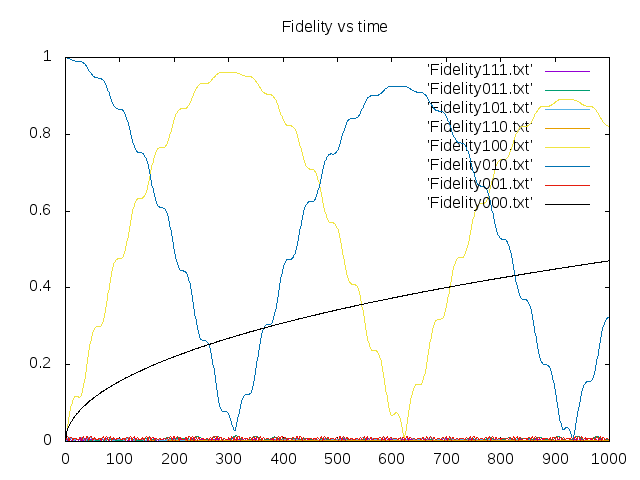 Fidelity vs time
1
0.8
0.6
0.4
0.2
0
'Fidelity111.txt'
'Fidelity011.txt'
'Fidelity101.txt'
'Fidelity110.txt'
'Fidelity100.txt'
'Fidelity010.txt'
'Fidelity001.txt'
'Fidelity000.txt'
0 100 200 300 400 500 600 700 800 900 1000